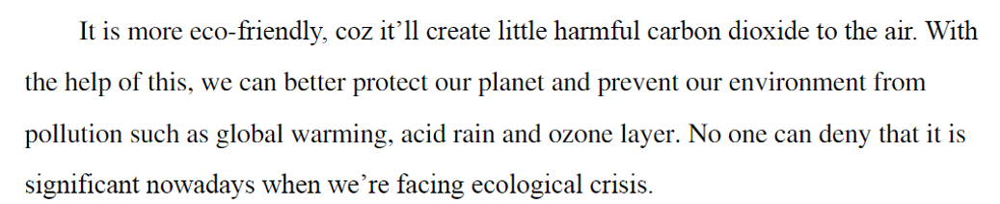 It is more eco-friendly, coz it’ll create little harmful carbon dioxide to the air. With
the help of this, we can better protect our planet and prevent our environment from
pollution such as global warming, acid rain and ozone layer. No one can deny that it is
significant nowadays when we’re facing ecological crisis.